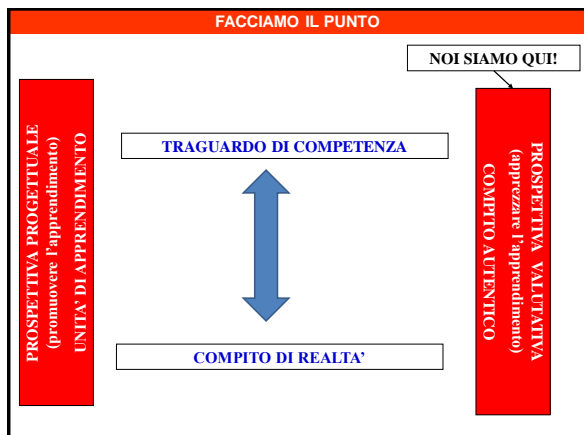 FACCIAMO IL PUNTO
NOI SIAMO QUI!
PROSPETTIVA PROGETTUALE
(promuovere l'apprendimento)
UNITA' DI APPRENDIMENTO
TRAGUARDO DI COMPETENZA
COMPITO DI REALTA'
PROSPETTIVA VALUTATIVA
(apprezzare l'apprendimento)
COMPITO AUTENTICO